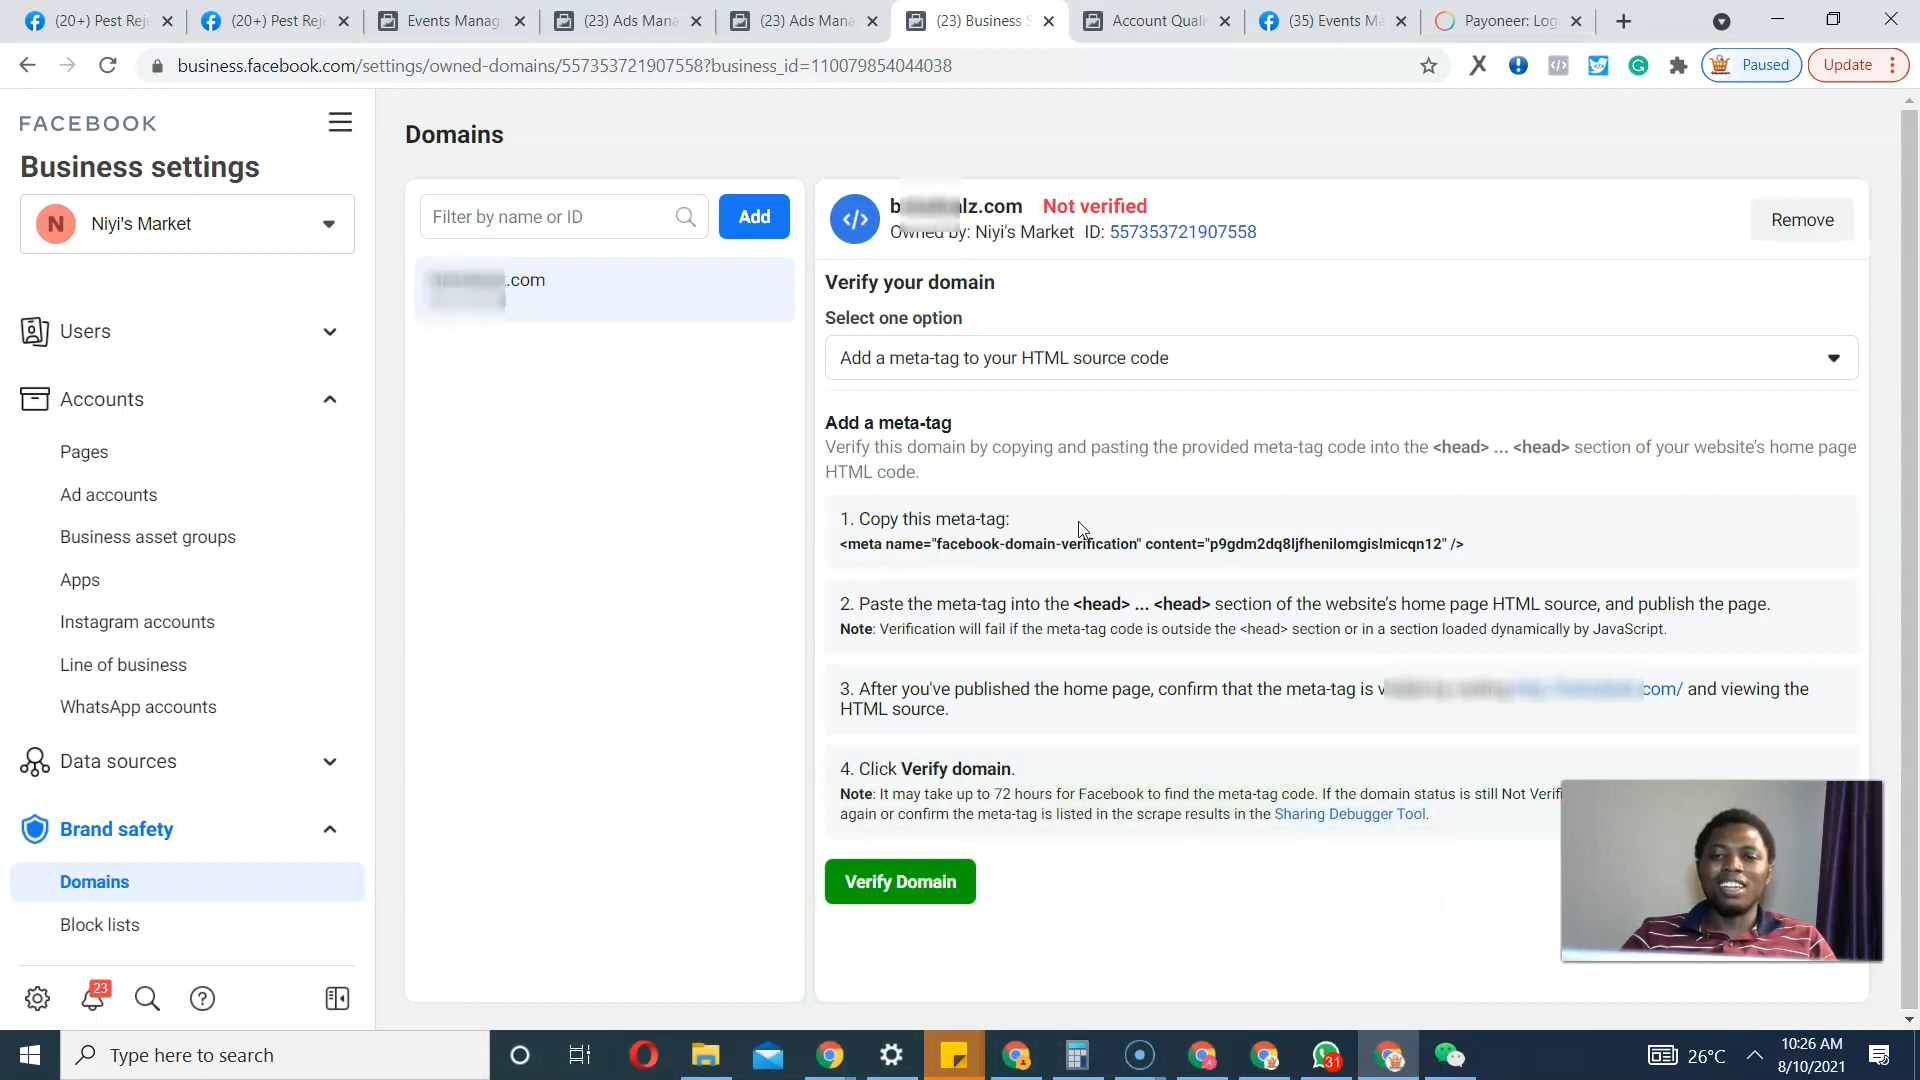 (20+) Pest Rej
(20+) Pest Rej
Events Manag
(23) Ads Mana
(23) Ads Mana
(23) Business S
Account Quali
(35) Events Ma
Payoneer: Log
business.facebook.com/settings/owned-domains/557353721907558?business_id=110079854044038
Paused
Update
FACEBOOK
Business settings
N
Niyi's Market
Users
Accounts
Pages
Ad accounts
Business asset groups
Apps
Instagram accounts
Line of business
WhatsApp accounts
Data sources
Brand safety
Domains
Block lists
23
Domains
Filter by name or ID
Add
.com
lz.com Not verified
Owned by: Niyi's Market ID: 557353721907558
Remove
Verify your domain
Select one option
Add a meta-tag to your HTML source code
Add a meta-tag
Verify this domain by copying and pasting the provided meta-tag code into the <head> ... <head> section of your website's home page
HTML code.
1. Copy this meta-tag:
<meta name="facebook-domain-verification" content="p9gdm2dq8ljfhenilomgislmicqn12" />
2. Paste the meta-tag into the <head> ... <head> section of the website's home page HTML source, and publish the page.
Note: Verification will fail if the meta-tag code is outside the <head> section or in a section loaded dynamically by JavaScript.
3. After you've published the home page, confirm that the meta-tag is com/ and viewing the
HTML source.
4. Click Verify domain.
Note: It may take up to 72 hours for Facebook to find the meta-tag code. If the domain status is still Not Verifi
again or confirm the meta-tag is listed in the scrape results in the Sharing Debugger Tool.
Verify Domain
Type here to search
31
26°C
10:26 AM
8/10/2021